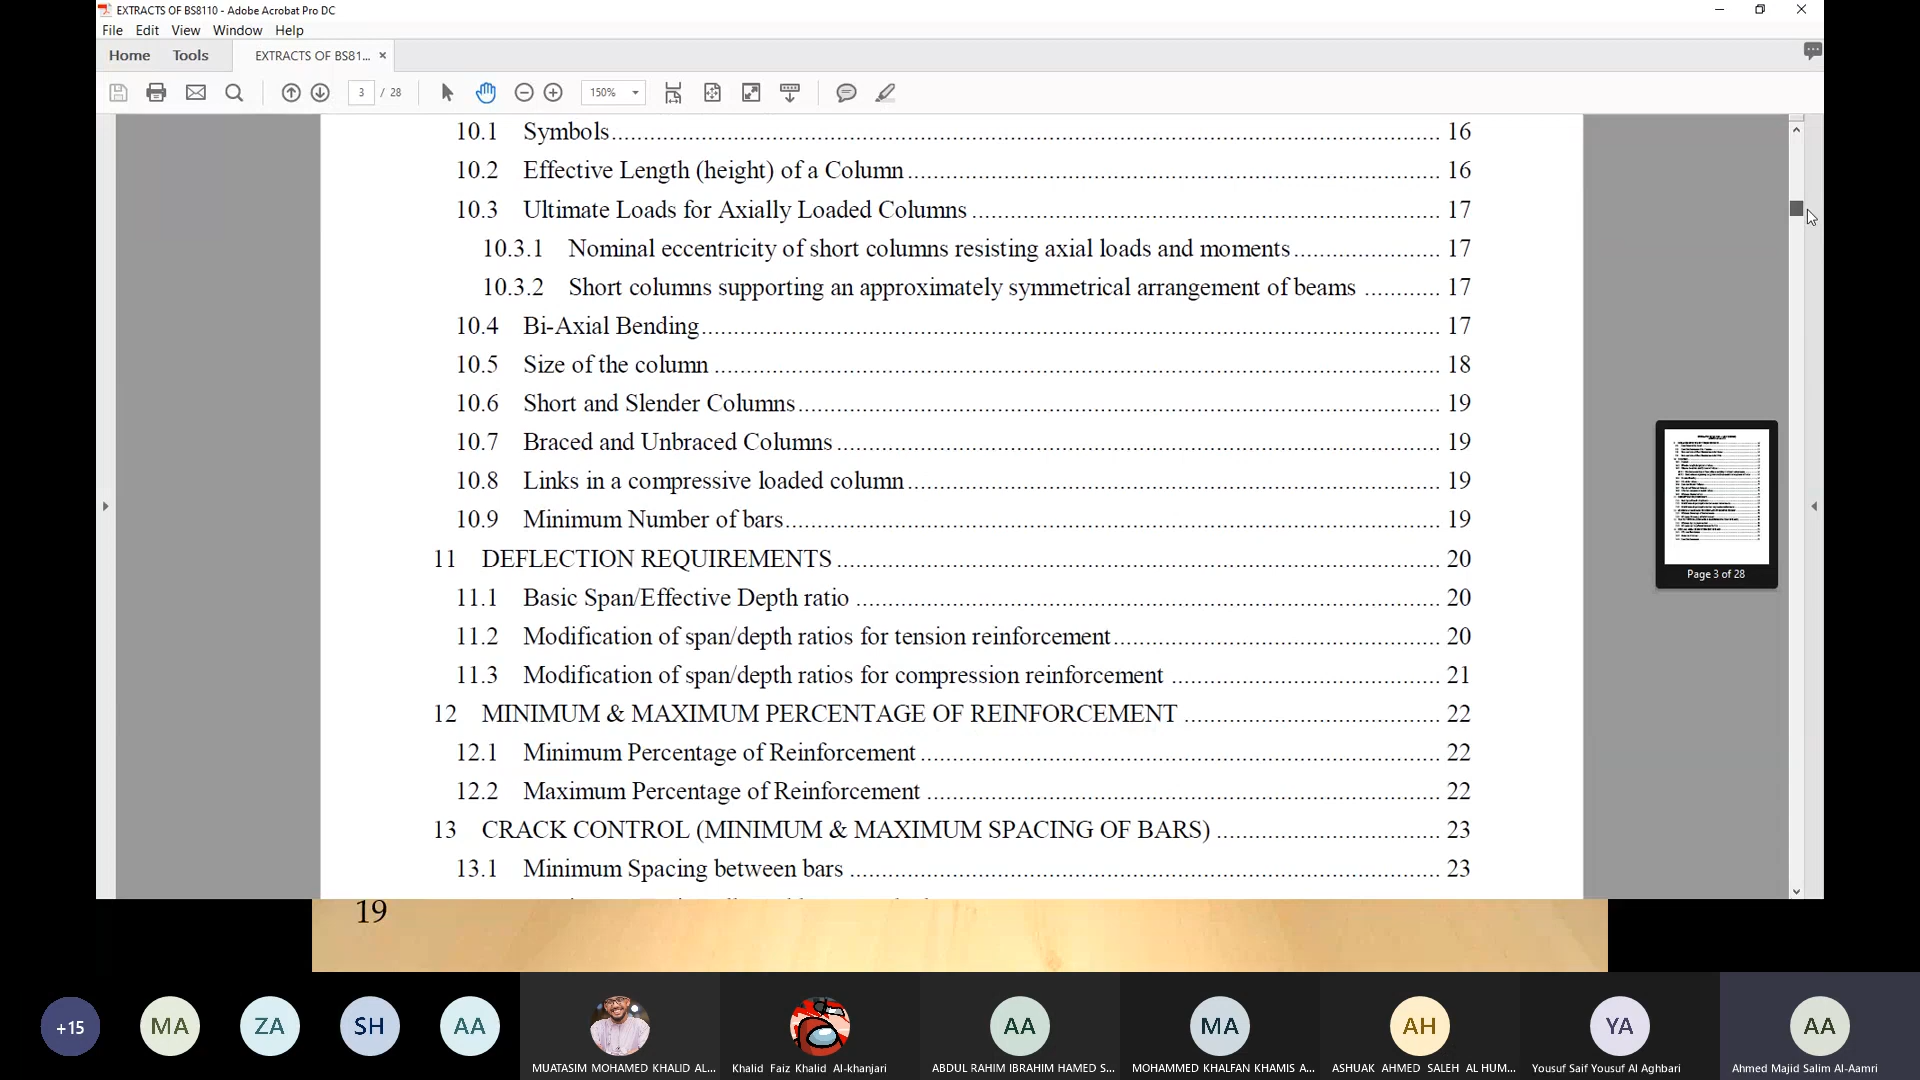 EXTRACTS OF BS8110 - Adobe Acrobat Pro DC
File Edit View Window Help
Home Tools EXTRACTS OF BS81... ×
3 / 28 150%
10.1 Symbols 16
10.2 Effective Length (height) of a Column 16
10.3 Ultimate Loads for Axially Loaded Columns 17
10.3.1 Nominal eccentricity of short columns resisting axial loads and moments 17
10.3.2 Short columns supporting an approximately symmetrical arrangement of beams 17
10.4 Bi-Axial Bending 17
10.5 Size of the column 18
10.6 Short and Slender Columns 19
10.7 Braced and Unbraced Columns 19
10.8 Links in a compressive loaded column 19
10.9 Minimum Number of bars 19
11 DEFLECTION REQUIREMENTS 20
11.1 Basic Span/Effective Depth ratio 20
11.2 Modification of span/depth ratios for tension reinforcement 20
11.3 Modification of span/depth ratios for compression reinforcement 21
12 MINIMUM & MAXIMUM PERCENTAGE OF REINFORCEMENT 22
12.1 Minimum Percentage of Reinforcement 22
12.2 Maximum Percentage of Reinforcement 22
13 CRACK CONTROL (MINIMUM & MAXIMUM SPACING OF BARS) 23
13.1 Minimum Spacing between bars 23
Page 3 of 28
19
+15 MA ZA SH AA AA MA AH YA AA
MUATASIM MOHAMED KHALID AL... Khalid Faiz Khalid Al-khanjari ABDUL RAHIM IBRAHIM HAMED S... MOHAMMED KHALFAN KHAMIS A... ASHUAK AHMED SALEH AL HUM... Yousuf Saif Yousuf Al Aghbari Ahmed Majid Salim Al-Aamri